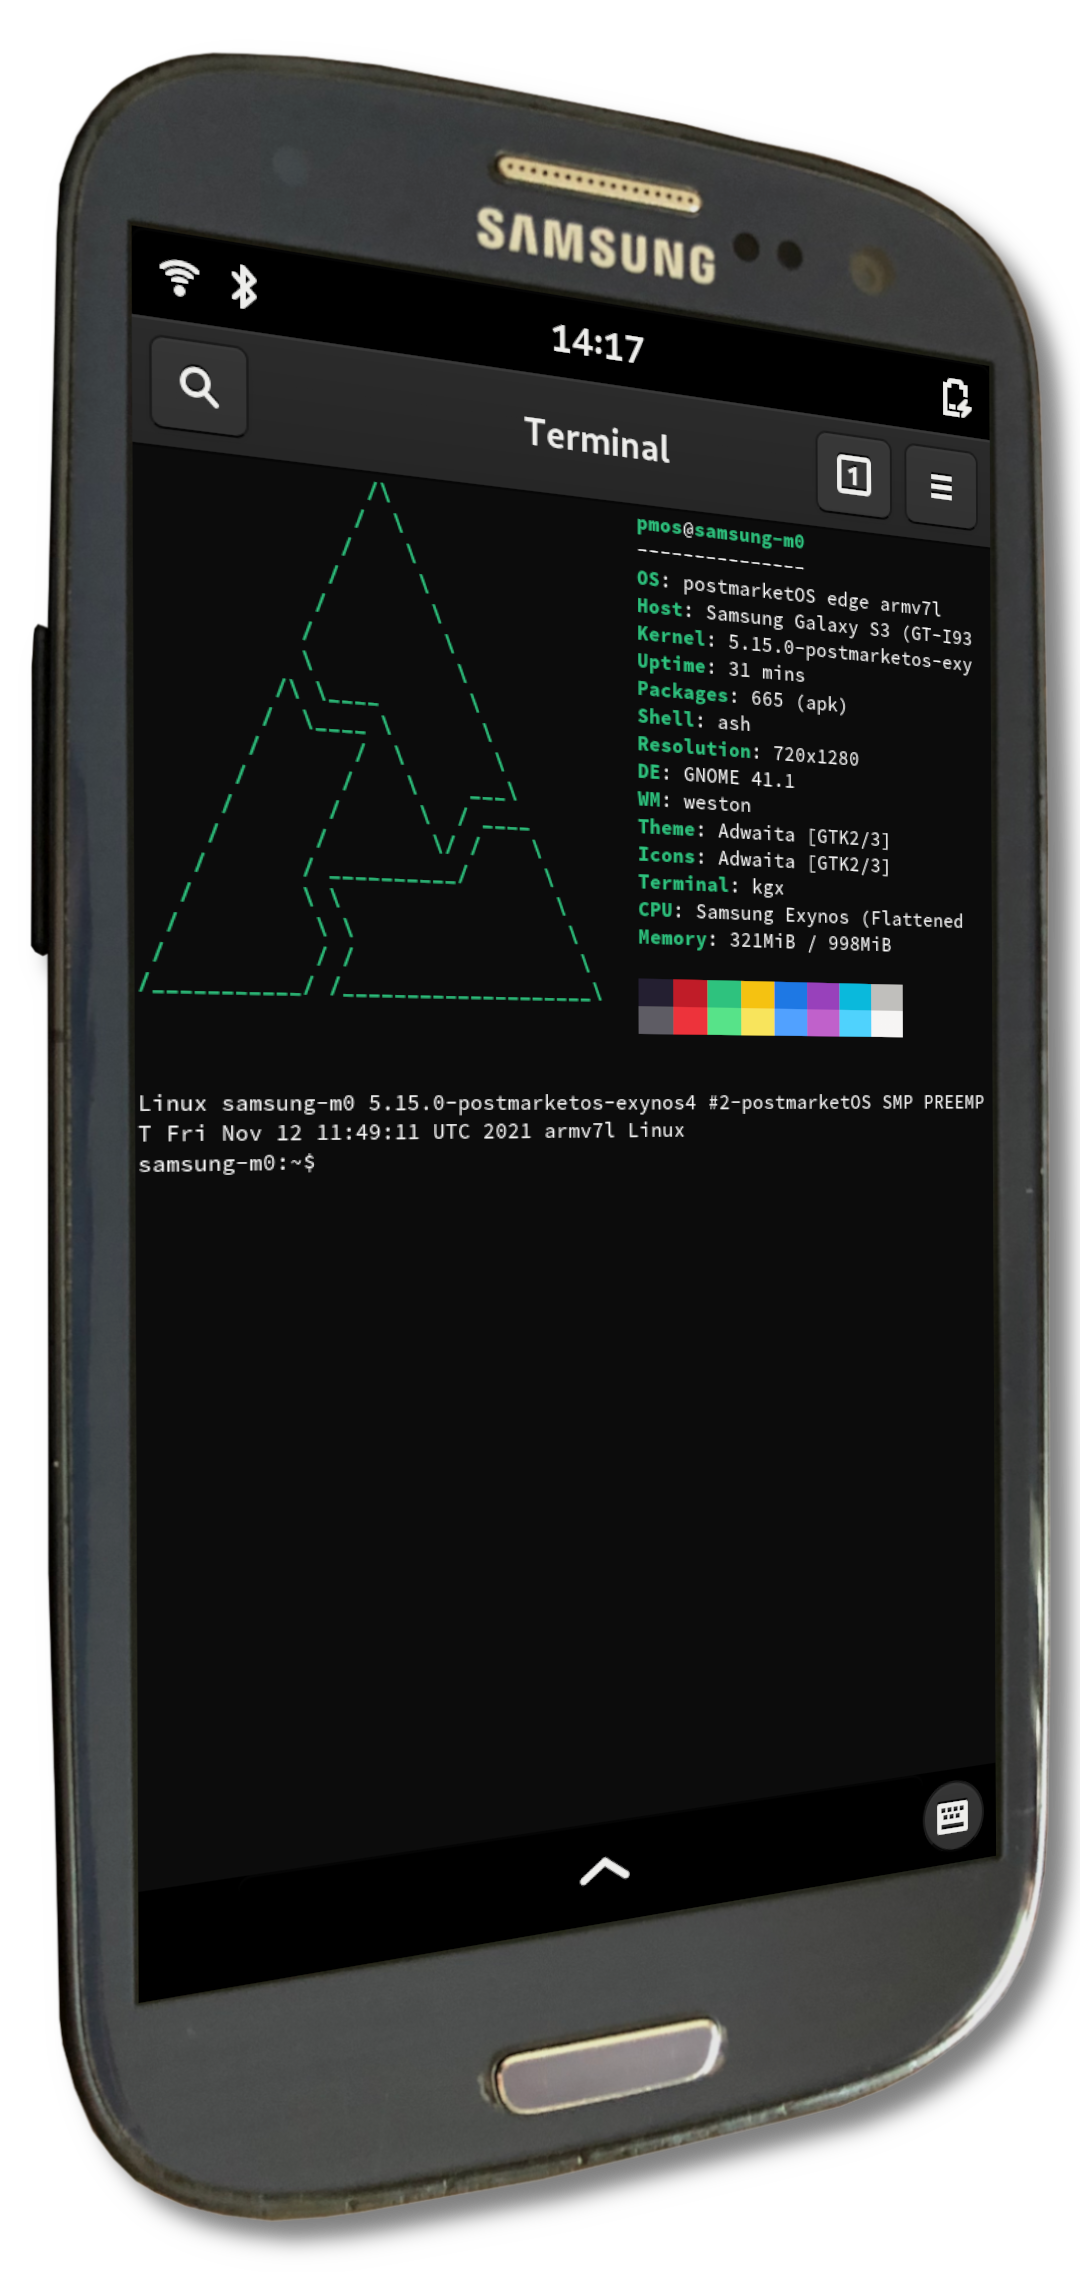 SAMSUNG
14:17
Terminal
1
pmos@samsung-m0
---------------
OS: postmarketOS edge armv7l
Host: Samsung Galaxy S3 (GT-I93
Kernel: 5.15.0-postmarketos-exy
Uptime: 31 mins
Packages: 665 (apk)
Shell: ash
Resolution: 720x1280
DE: GNOME 41.1
WM: weston
Theme: Adwaita [GTK2/3]
Icons: Adwaita [GTK2/3]
Terminal: kgx
CPU: Samsung Exynos (Flattened
Memory: 321MiB / 998MiB
Linux samsung-m0 5.15.0-postmarketos-exynos4 #2-postmarketOS SMP PREEMP
T Fri Nov 12 11:49:11 UTC 2021 armv7l Linux
samsung-m0:~$